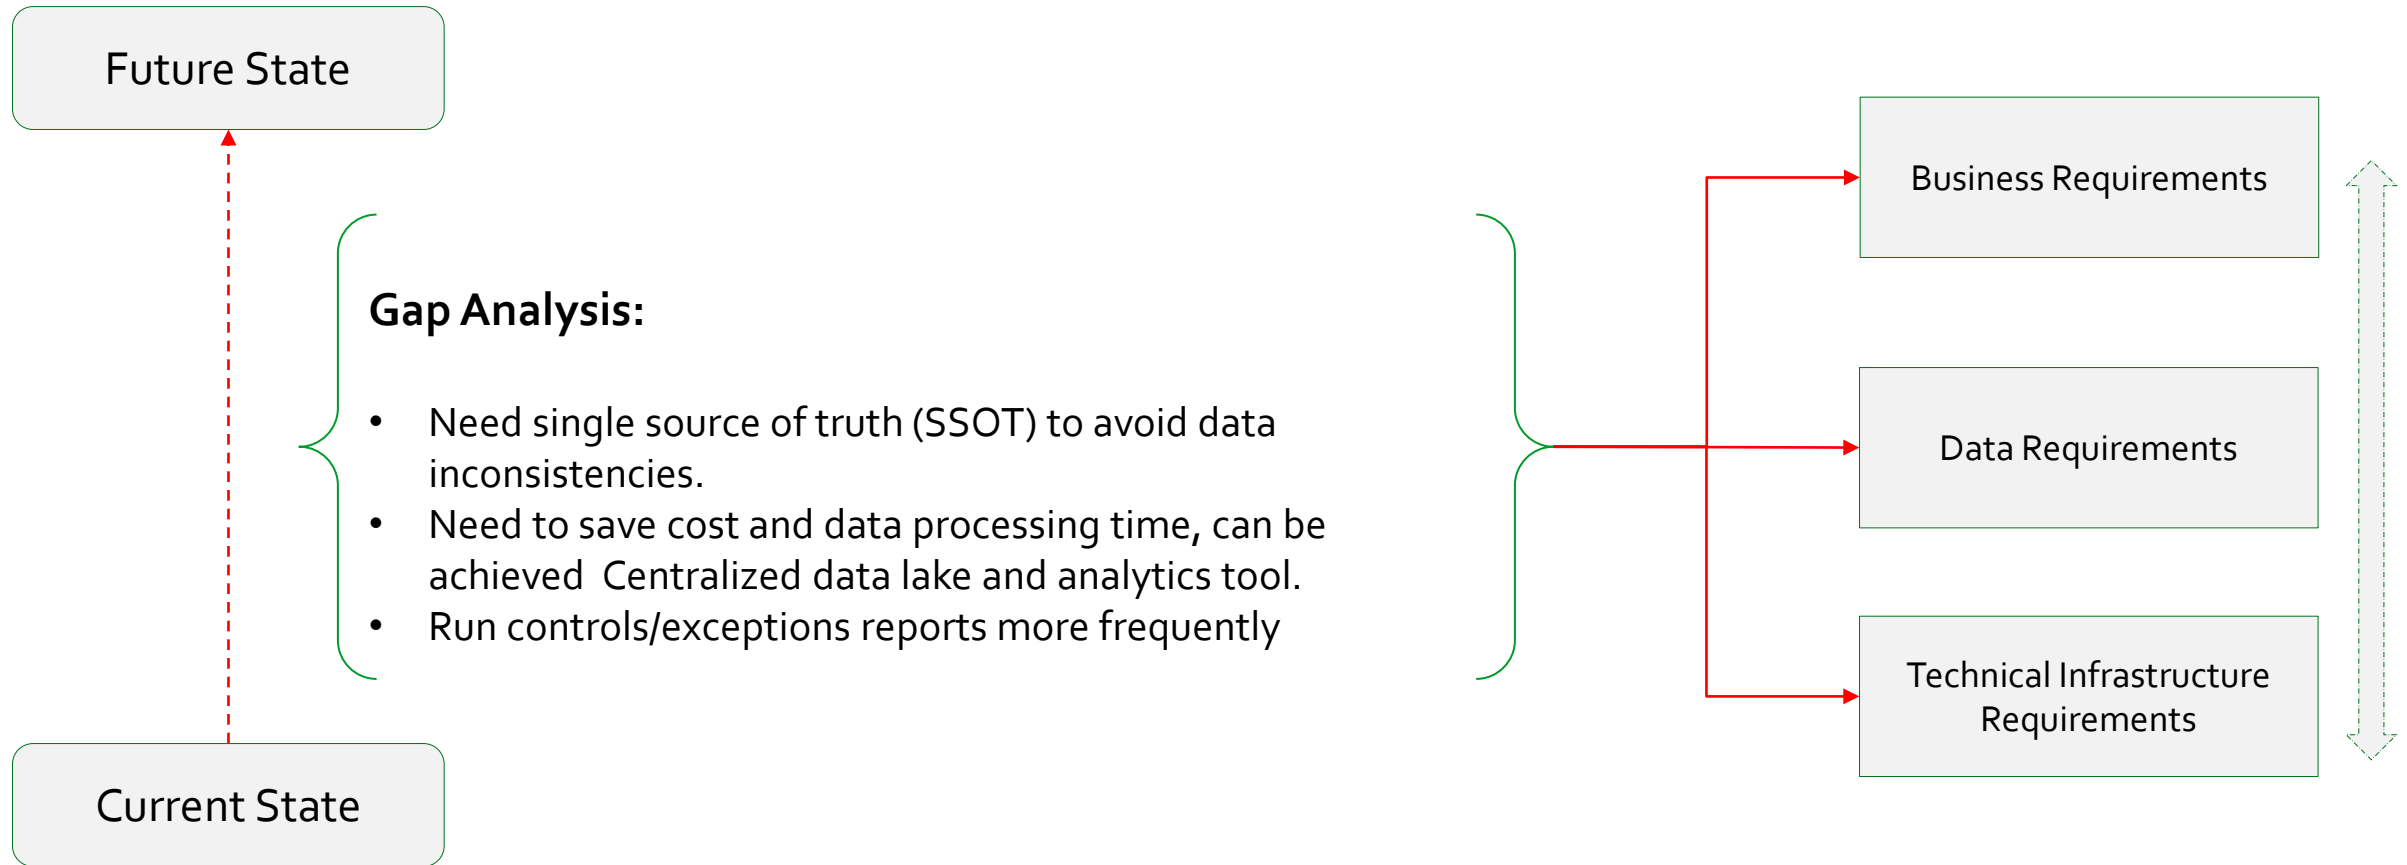 Future State
Gap Analysis:
• Need single source of truth (SSOT) to avoid data
inconsistencies.
• Need to save cost and data processing time, can be
achieved  Centralized data lake and analytics tool.
• Run controls/exceptions reports more frequently
Current State
Business Requirements
Data Requirements
Technical Infrastructure
Requirements